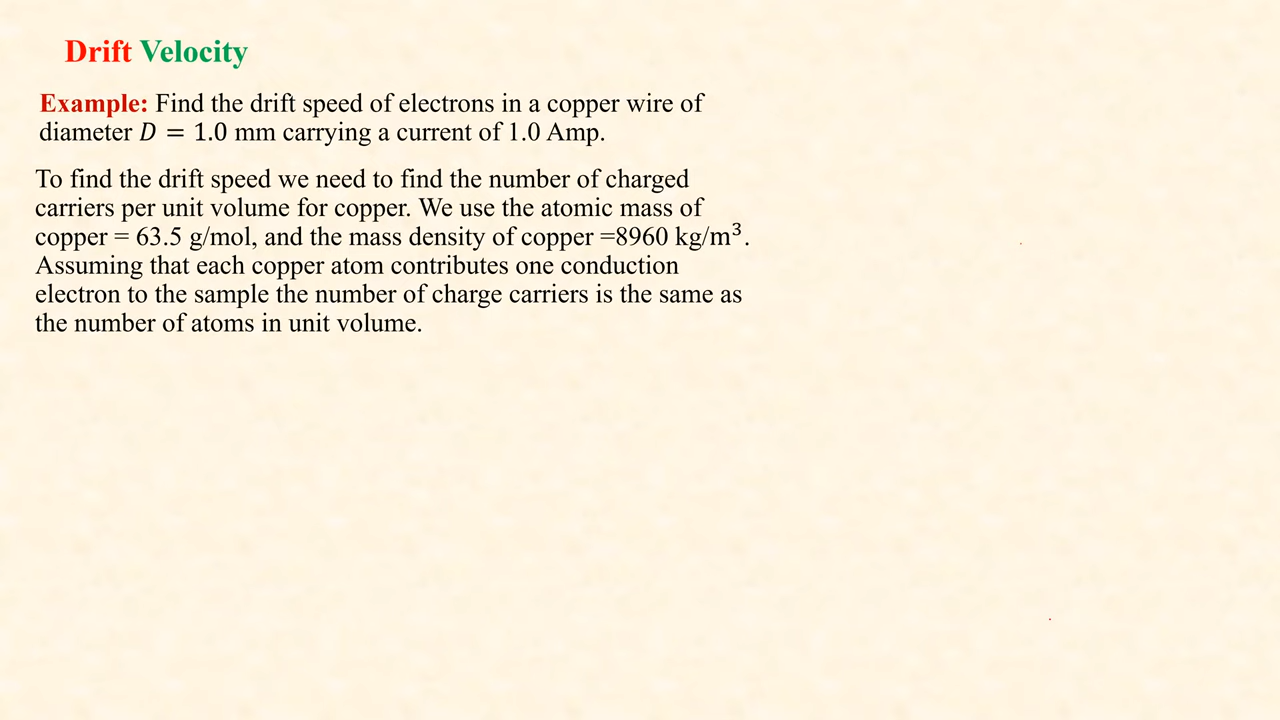 Drift Velocity
Example: Find the drift speed of electrons in a copper wire of
diameter 𝐷 = 1.0 mm carrying a current of 1.0 Amp.
To find the drift speed we need to find the number of charged
carriers per unit volume for copper. We use the atomic mass of
copper = 63.5 g/mol, and the mass density of copper =8960 kg/m³.
Assuming that each copper atom contributes one conduction
electron to the sample the number of charge carriers is the same as
the number of atoms in unit volume.